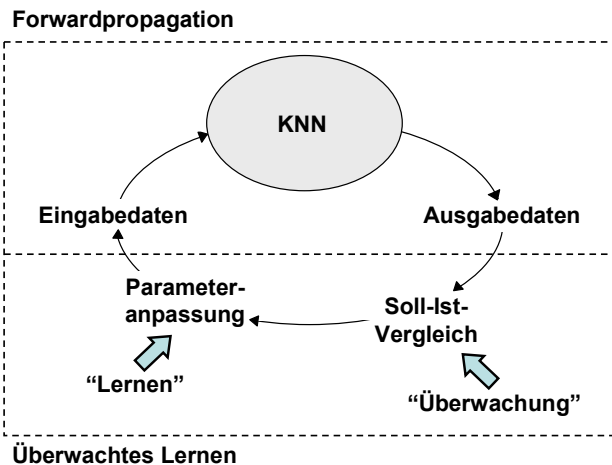 Forwardpropagation
KNN
Eingabedaten
Ausgabedaten
Parameter-
anpassung
Soll-Ist-
Vergleich
“Lernen”
“Überwachung”
Überwachtes Lernen